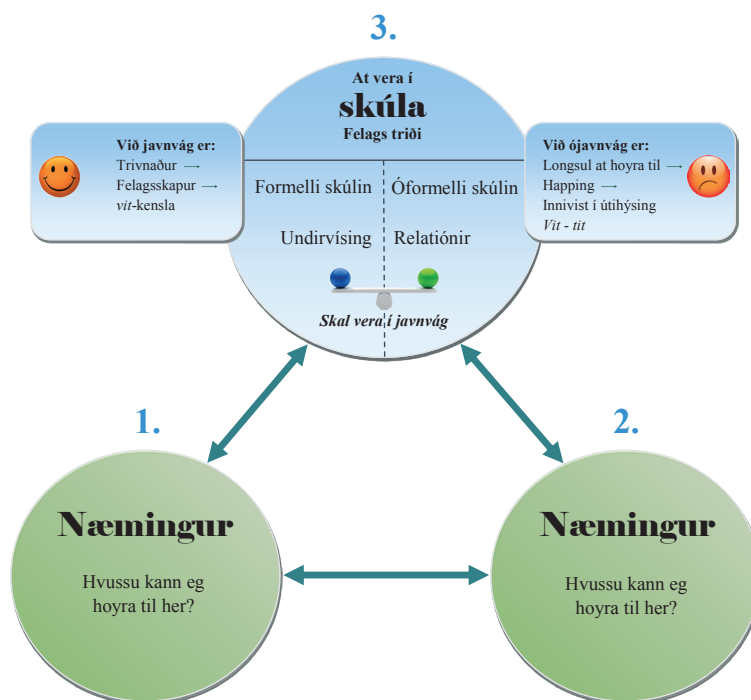 3.
At vera í
skúla
Felags triði
Við javnvág er:
Trivnaður →
Felagsskapur →
vit-kensla
Við ójavnvág er:
Longsul at hoyra til →
Happing →
Innivist í útihýsing
Vit - tit
Formelli skúlin
Óformelli skúlin
Undirvísing
Relatiónir
Skal vera í javnvág
1.
2.
Næmingur
Hvussu kann eg
hoyra til her?
Næmingur
Hvussu kann eg
hoyra til her?